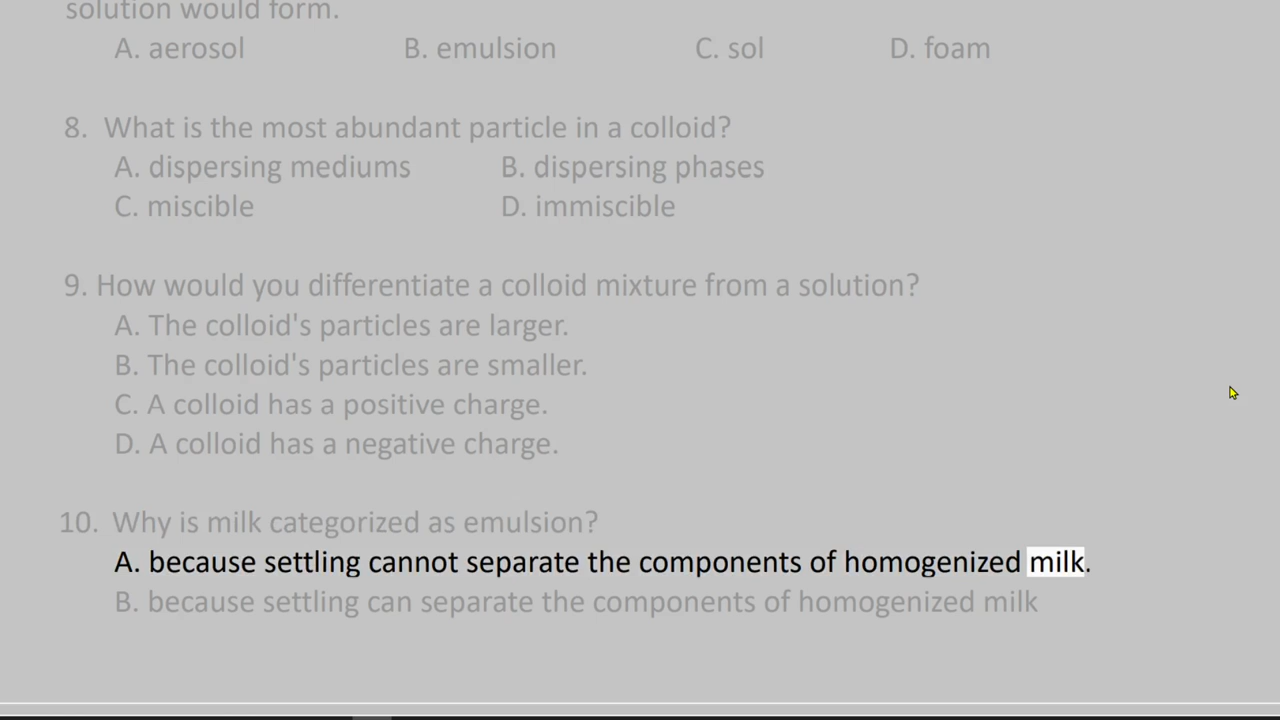 solution would form.
A. aerosol B. emulsion C. sol D. foam
8. What is the most abundant particle in a colloid?
A. dispersing mediums B. dispersing phases
C. miscible D. immiscible
9. How would you differentiate a colloid mixture from a solution?
A. The colloid's particles are larger.
B. The colloid's particles are smaller.
C. A colloid has a positive charge.
D. A colloid has a negative charge.
10. Why is milk categorized as emulsion?
A. because settling cannot separate the components of homogenized milk.
B. because settling can separate the components of homogenized milk